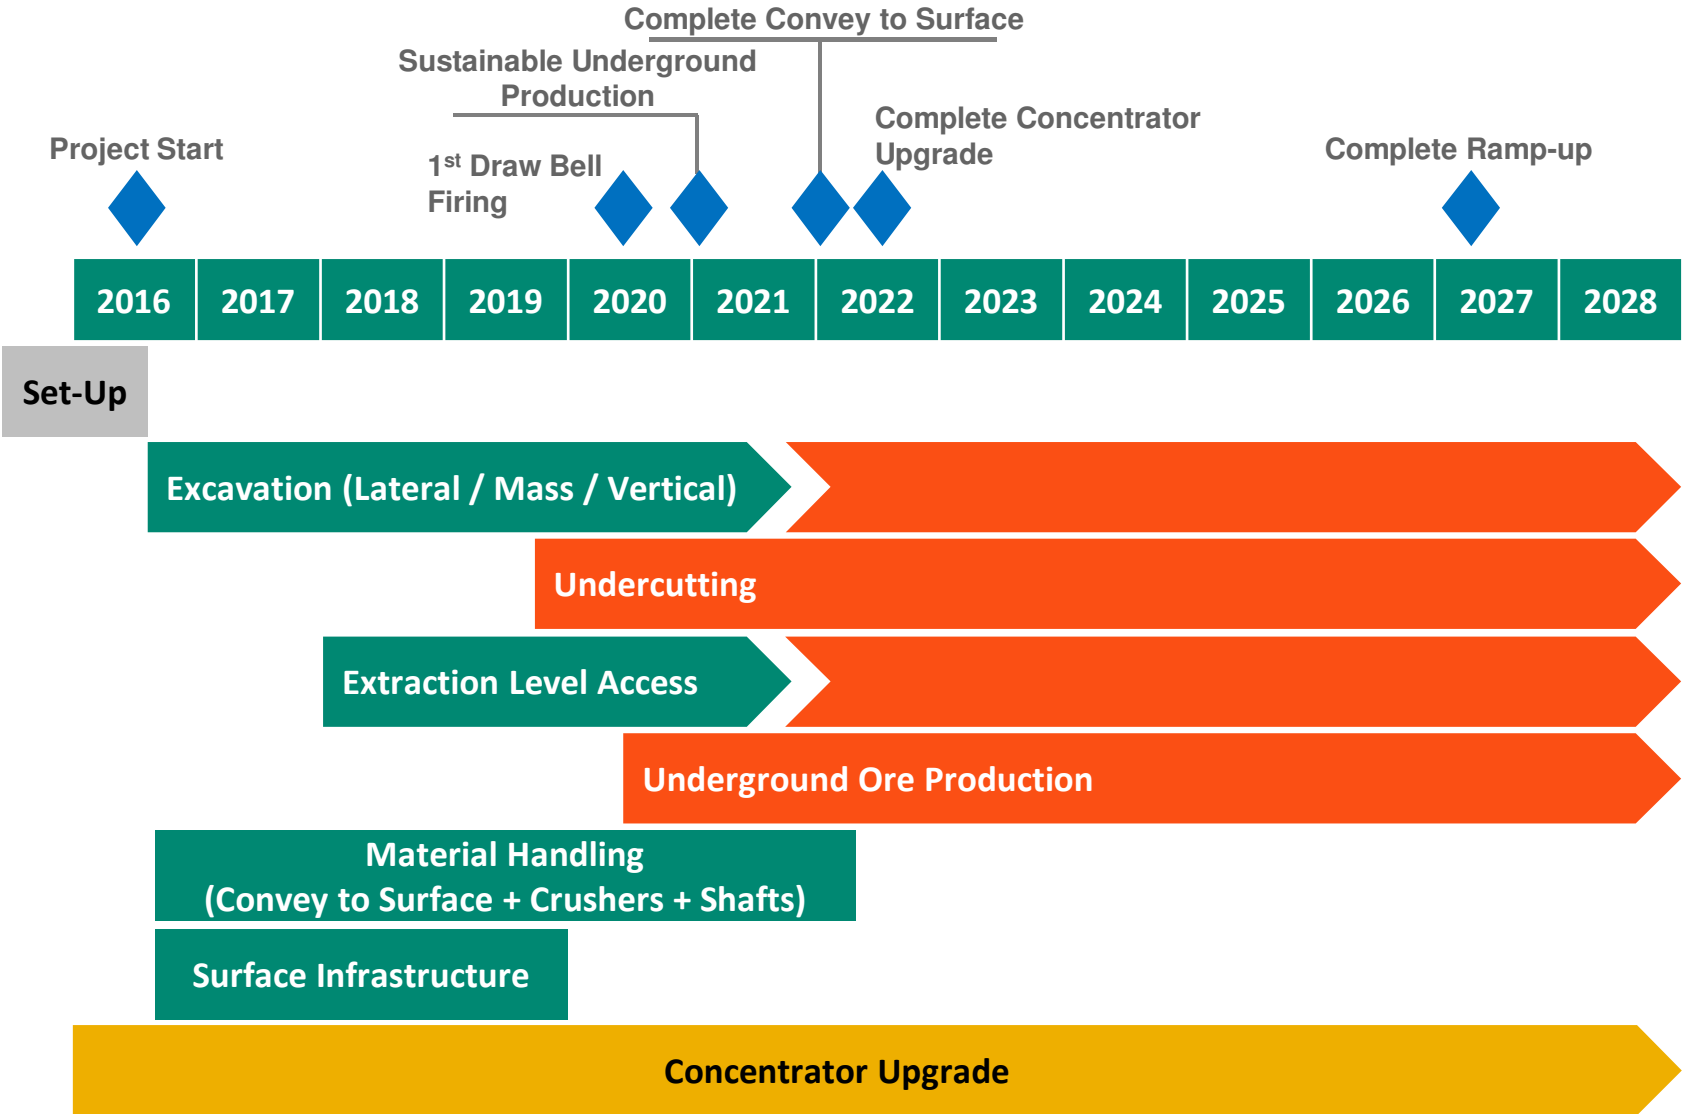 Complete Convey to Surface
Sustainable Underground
Production
Project Start
1st Draw Bell
Firing
Complete Concentrator
Upgrade
Complete Ramp-up
2016 2017 2018 2019 2020 2021 2022 2023 2024 2025 2026 2027 2028
Set-Up
Excavation (Lateral / Mass / Vertical)
Undercutting
Extraction Level Access
Underground Ore Production
Material Handling
(Convey to Surface + Crushers + Shafts)
Surface Infrastructure
Concentrator Upgrade